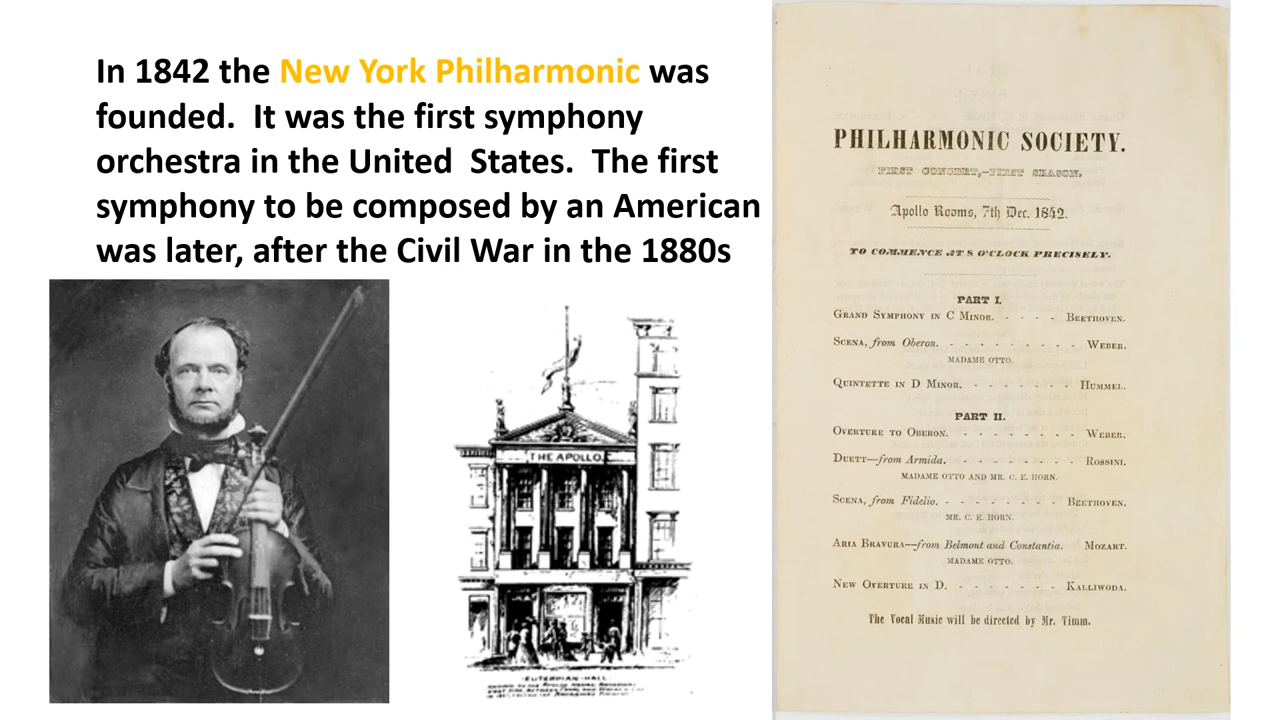 In 1842 the New York Philharmonic was
founded.  It was the first symphony
orchestra in the United  States.  The first
symphony to be composed by an American
was later, after the Civil War in the 1880s
THE APOLLO
EUTERPIAN-HALL
PHILHARMONIC SOCIETY.
FIRST CONCERT,—FIRST SEASON.
Apollo Rooms, 7th Dec. 1842.
TO COMMENCE AT 8 O'CLOCK PRECISELY.
PART I.
GRAND SYMPHONY IN C MINOR. - - - - BEETHOVEN.
SCENA, from Oberon. - - - - - - - - - WEBER.
MADAME OTTO.
QUINTETTE IN D MINOR. - - - - - - - HUMMEL.
PART II.
OVERTURE TO OBERON. - - - - - - - - - WEBER.
DUETT—from Armida. - - - - - - - - ROSSINI.
MADAME OTTO AND MR. C. E. HORN.
SCENA, from Fidelio. - - - - - - - - BEETHOVEN.
MR. C. E. HORN.
ARIA BRAVURA—from Belmont and Constantia. MOZART.
MADAME OTTO.
NEW OVERTURE IN D. - - - - - - - KALLIWODA.
The Vocal Music will be directed by Mr. Timm.